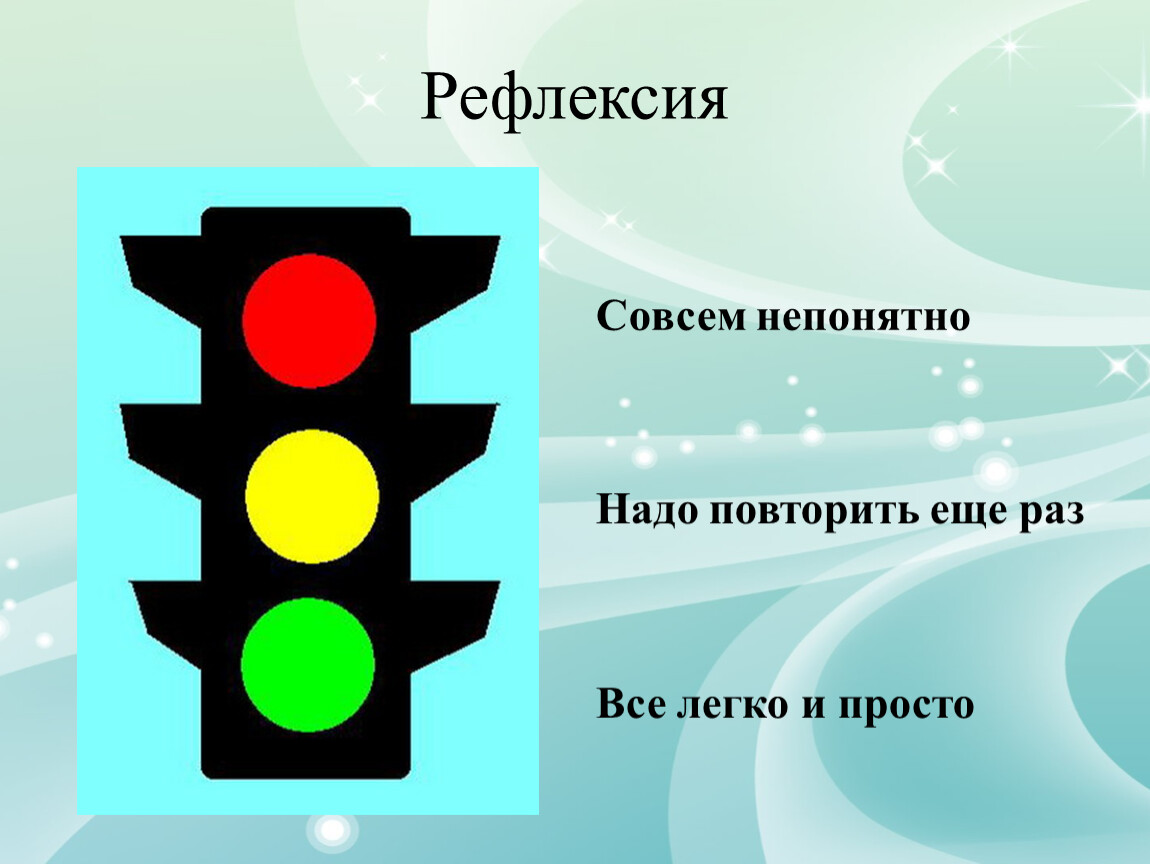 Рефлексия
Совсем непонятно
Надо повторить еще раз
Все легко и просто